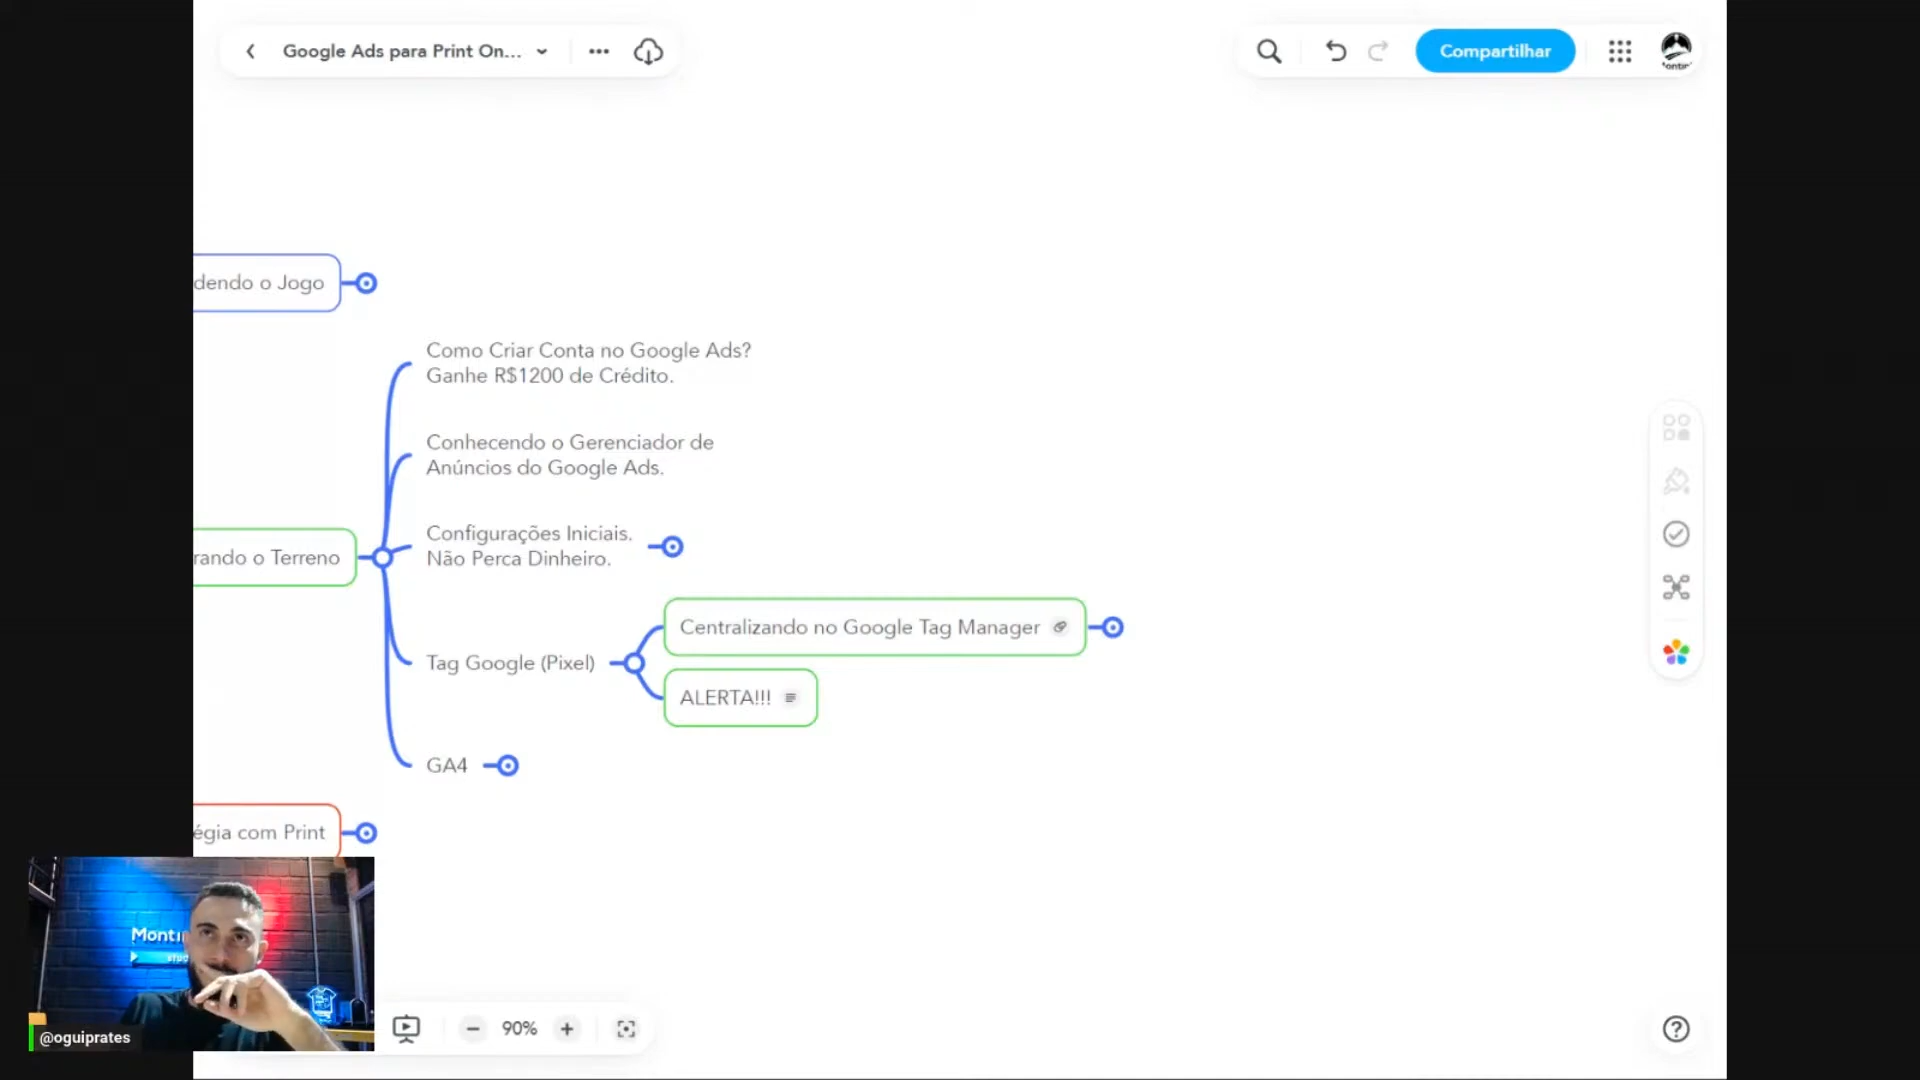 Google Ads para Print On...
Compartilhar
dendo o Jogo
Como Criar Conta no Google Ads?
Ganhe R$1200 de Crédito.
Conhecendo o Gerenciador de
Anúncios do Google Ads.
Configurações Iniciais.
Não Perca Dinheiro.
rando o Terreno
Centralizando no Google Tag Manager
Tag Google (Pixel)
ALERTA!!!
GA4
égia com Print
@oguiprates
90%